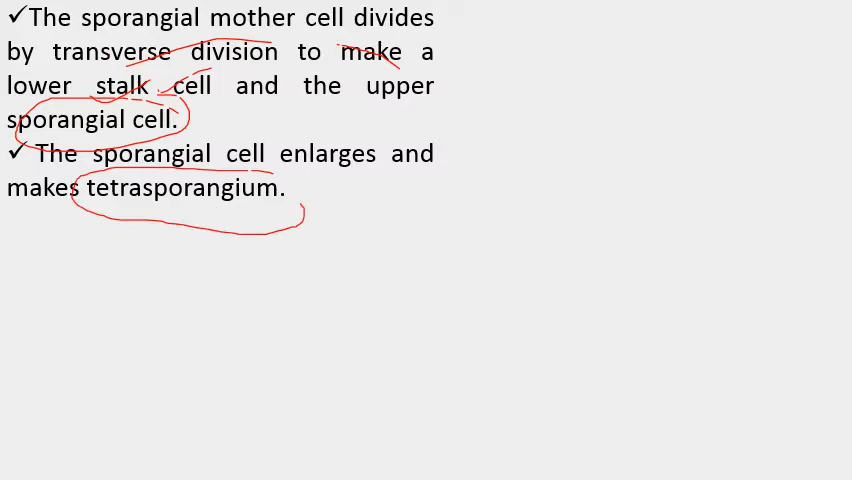 ✓The sporangial mother cell divides
by transverse division to make a
lower stalk cell and the upper
sporangial cell.
✓ The sporangial cell enlarges and
makes tetrasporangium.